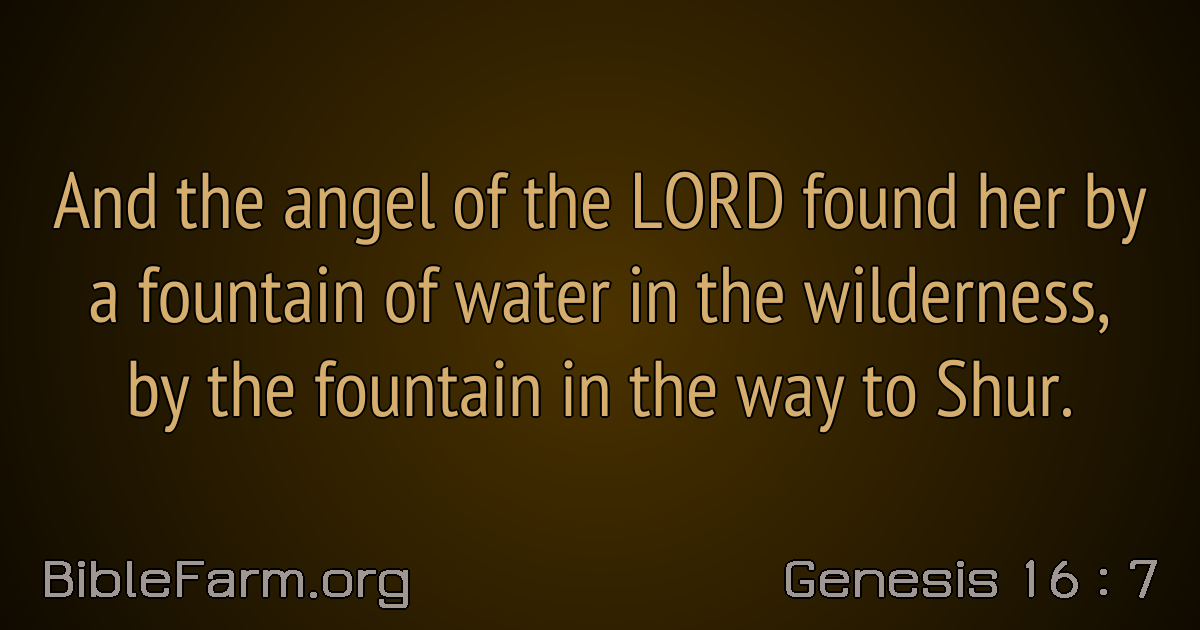 And the angel of the LORD found her by
a fountain of water in the wilderness,
by the fountain in the way to Shur.
BibleFarm.org
Genesis 16 : 7